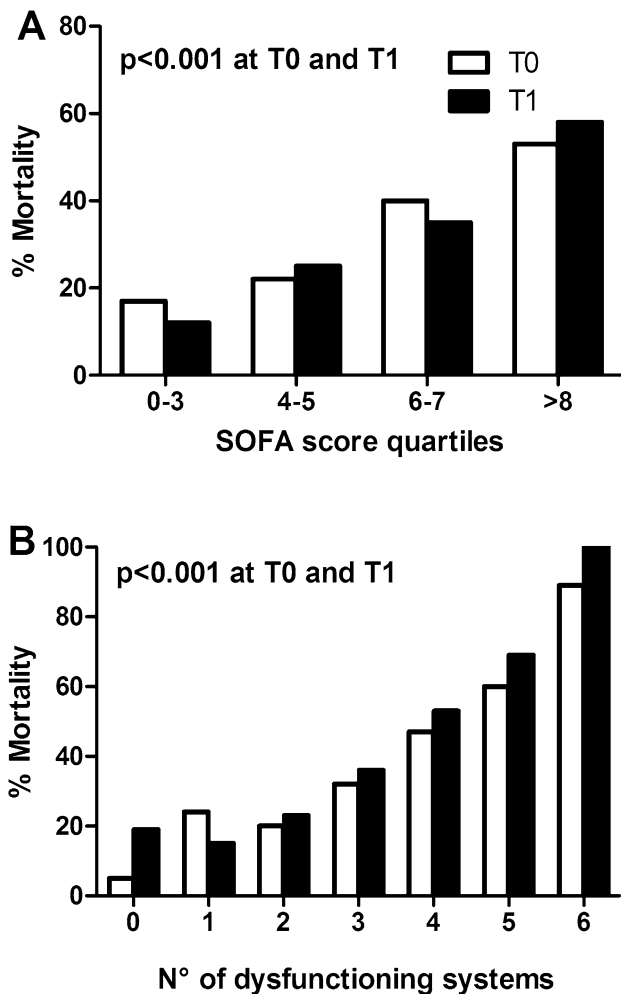 A
80
p<0.001 at T0 and T1
T0
T1
60
40
20
0
% Mortality
0-3 4-5 6-7 >8
SOFA score quartiles
B
100
p<0.001 at T0 and T1
80
60
40
20
0
% Mortality
0 1 2 3 4 5 6
N° of dysfunctioning systems